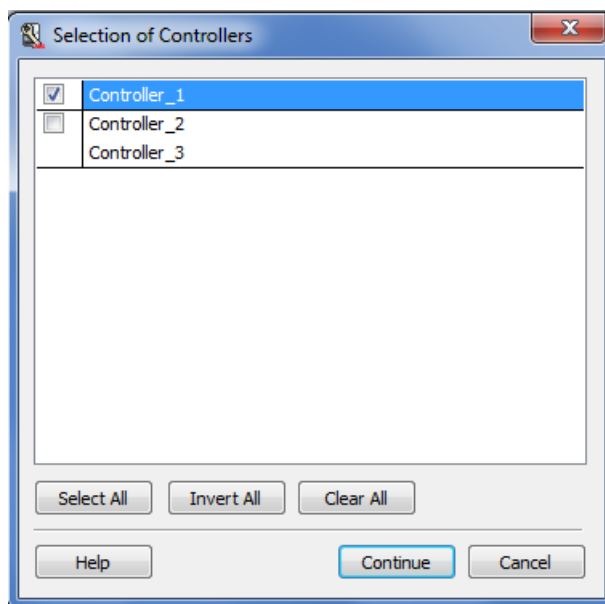 Selection of Controllers
Controller_1
Controller_2
Controller_3
Select All Invert All Clear All
Help Continue Cancel